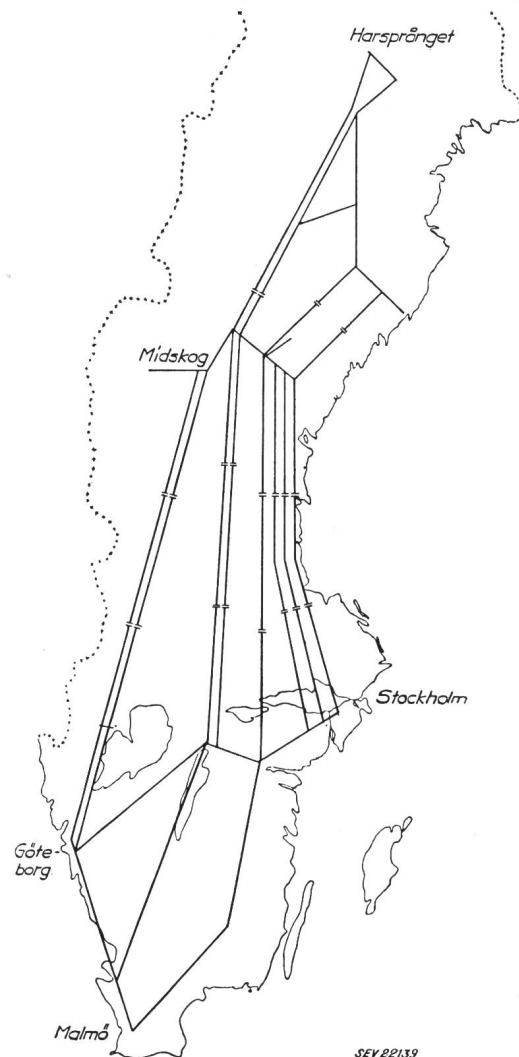 Harsprånget
Midskog
Stockholm
Göte-
borg.
Malmö
SEV 22139